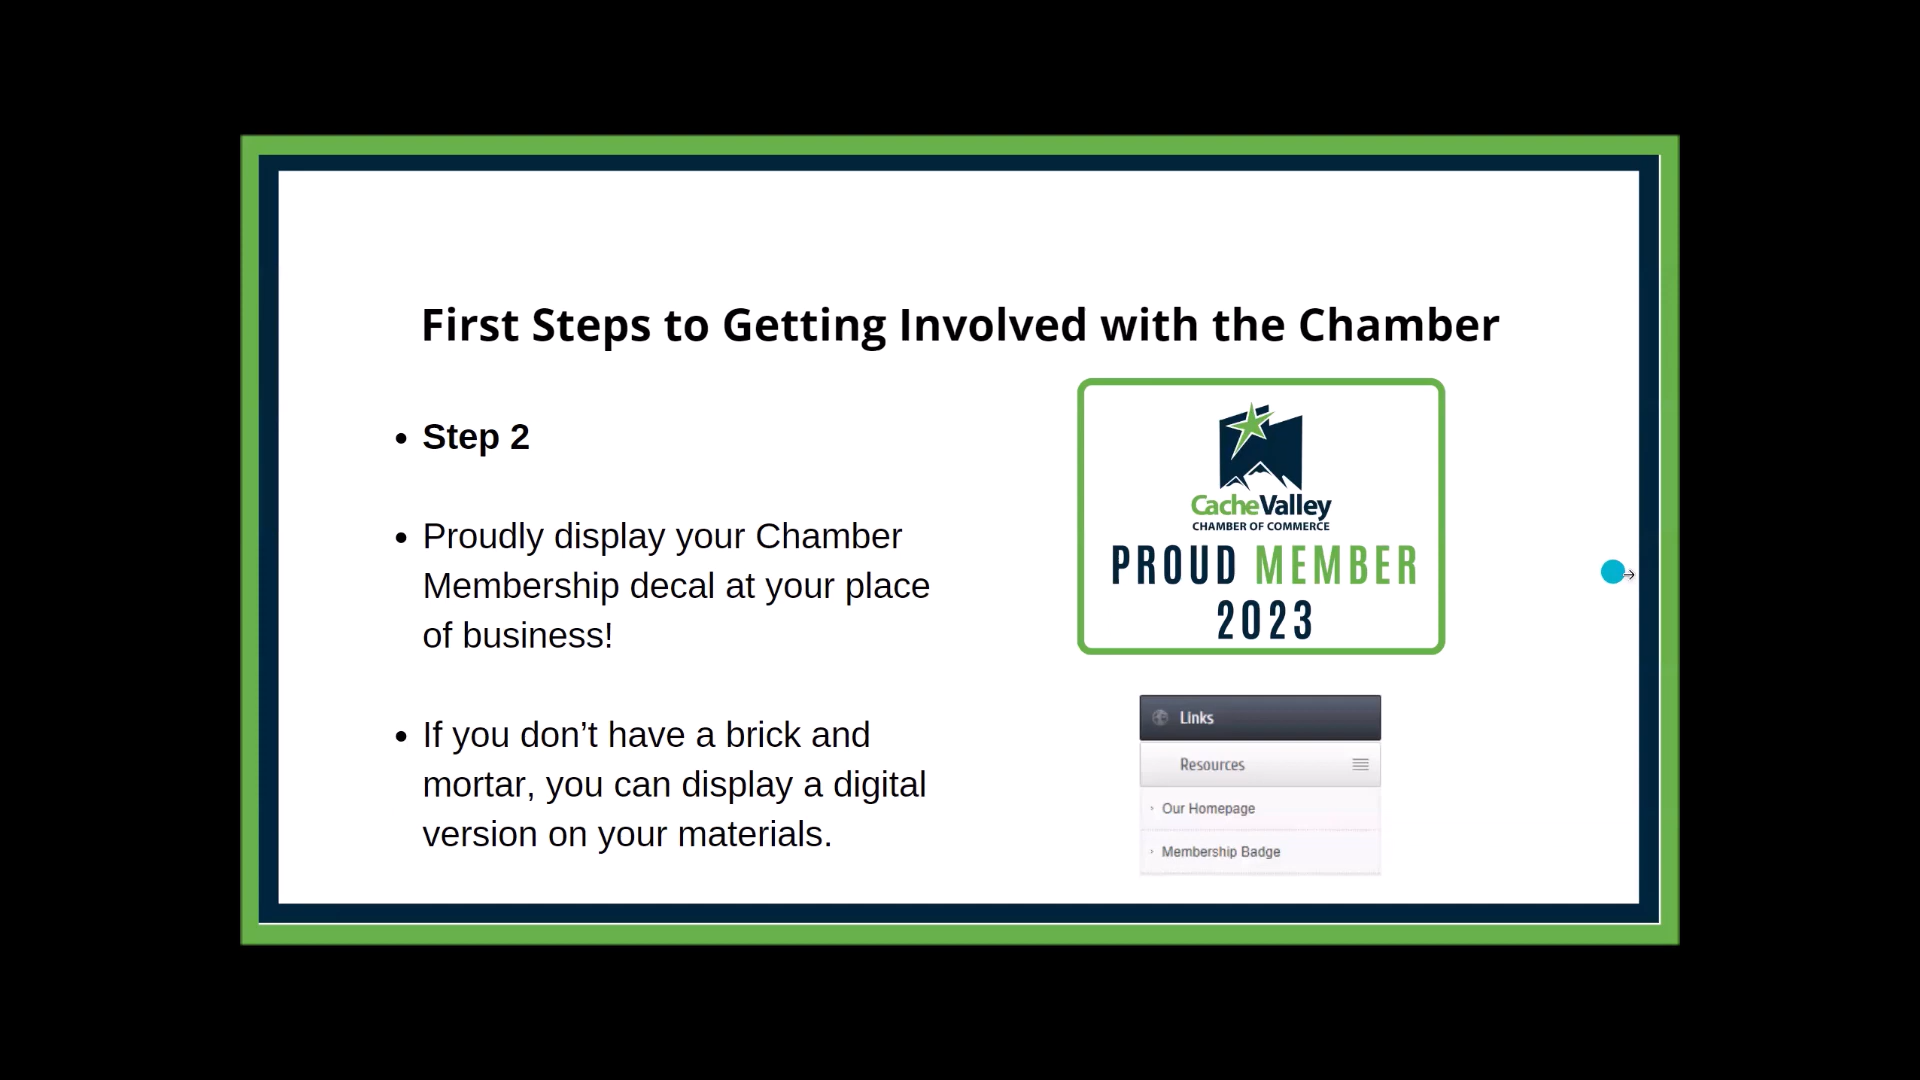 First Steps to Getting Involved with the Chamber
• Step 2
• Proudly display your Chamber
Membership decal at your place
of business!
• If you don’t have a brick and
mortar, you can display a digital
version on your materials.
CacheValley
CHAMBER OF COMMERCE
PROUD MEMBER
2023
Links
Resources
Our Homepage
Membership Badge